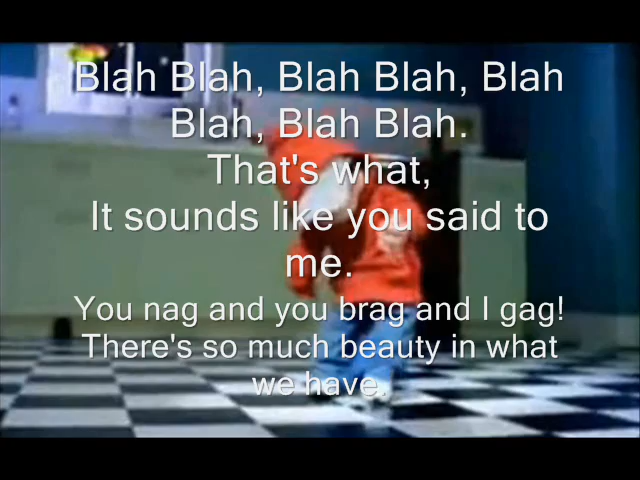 Blah Blah, Blah Blah, Blah
Blah, Blah Blah.
That's what,
It sounds like you said to
me.
You nag and you brag and I gag!
There's so much beauty in what
we have.